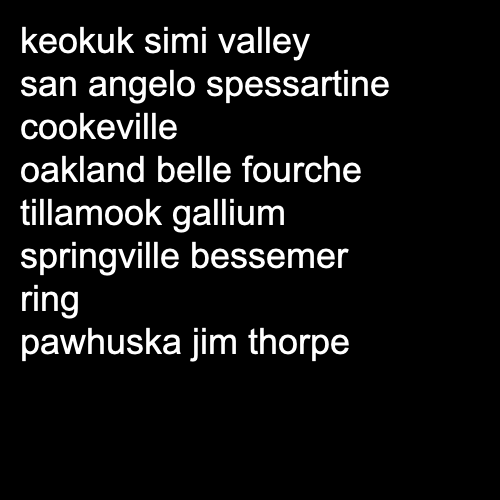 keokuk simi valley
san angelo spessartine
cookeville
oakland belle fourche
tillamook gallium
springville bessemer
ring
pawhuska jim thorpe